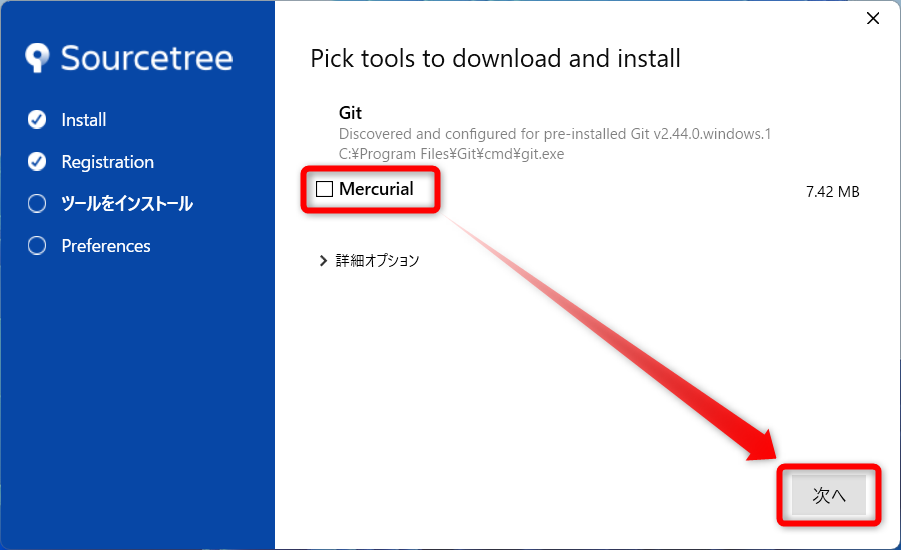 Sourcetree
Install
Registration
ツールをインストール
Preferences
Pick tools to download and install
Git
Discovered and configured for pre-installed Git v2.44.0.windows.1
C:¥Program Files¥Git¥cmd¥git.exe
Mercurial
7.42 MB
詳細オプション
次へ